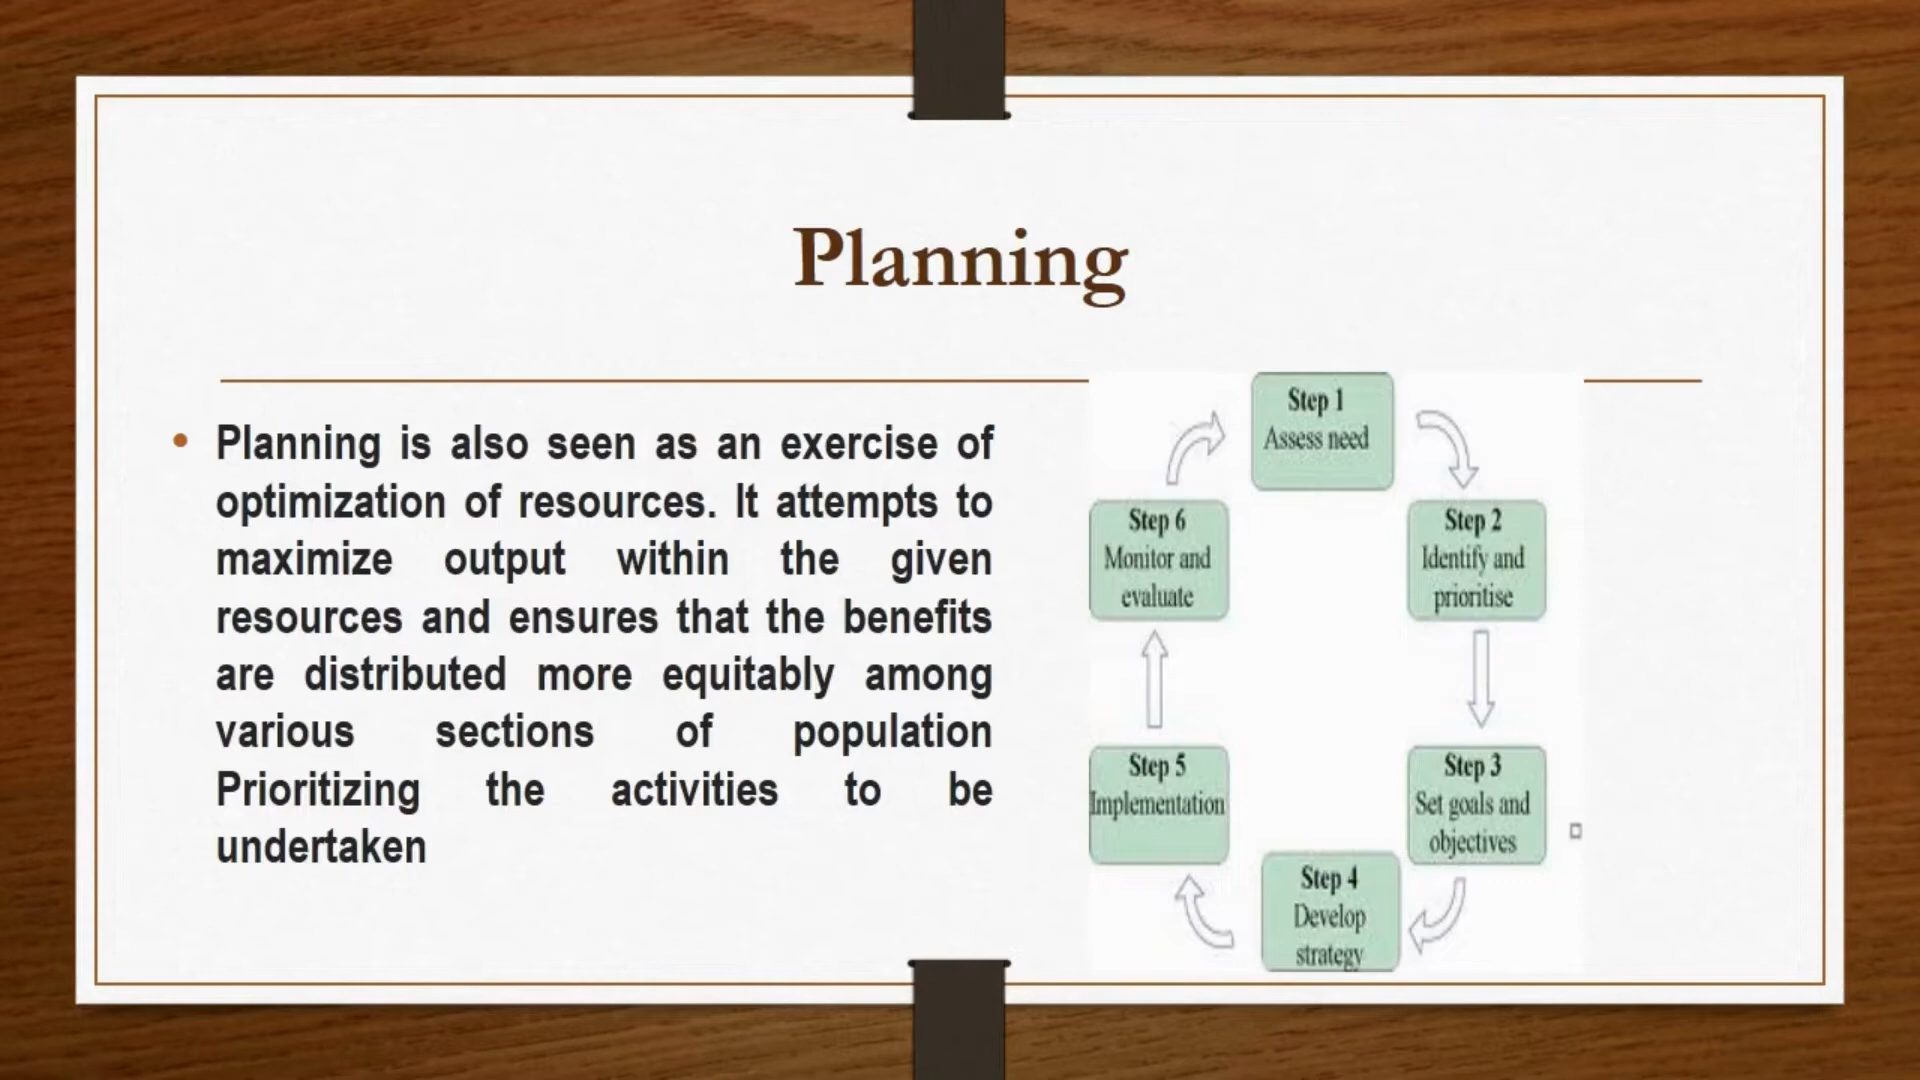 Planning
• Planning is also seen as an exercise of
optimization of resources. It attempts to
maximize output within the given
resources and ensures that the benefits
are distributed more equitably among
various sections of population
Prioritizing the activities to be
undertaken
Step 1
Assess need
Step 2
Identify and
prioritise
Step 3
Set goals and
objectives
Step 4
Develop
strategy
Step 5
Implementation
Step 6
Monitor and
evaluate